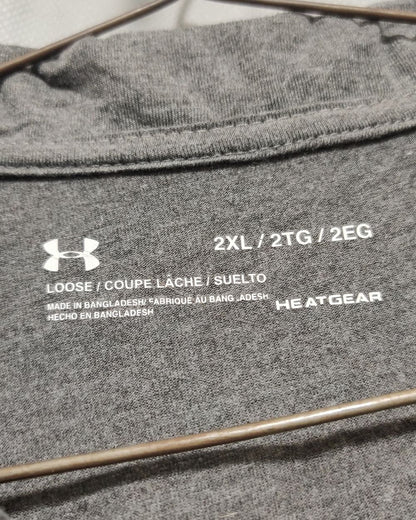 2XL / 2TG / 2EG
LOOSE / COUPE LÂCHE / SUELTO
MADE IN BANGLADESH/ FABRIQUÉ AU BANGLADESH
HECHO EN BANGLADESH
HEATGEAR